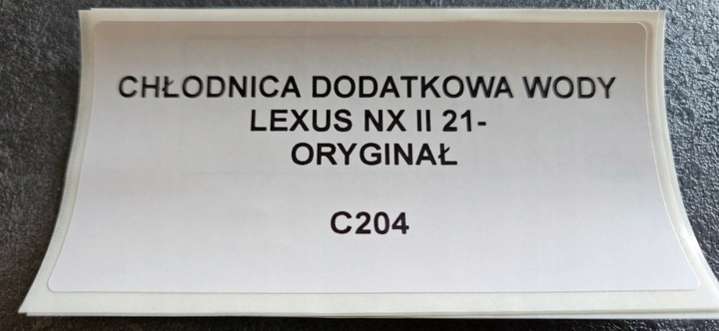 CHŁODNICA DODATKOWA WODY
LEXUS NX II 21-
ORYGINAŁ
C204